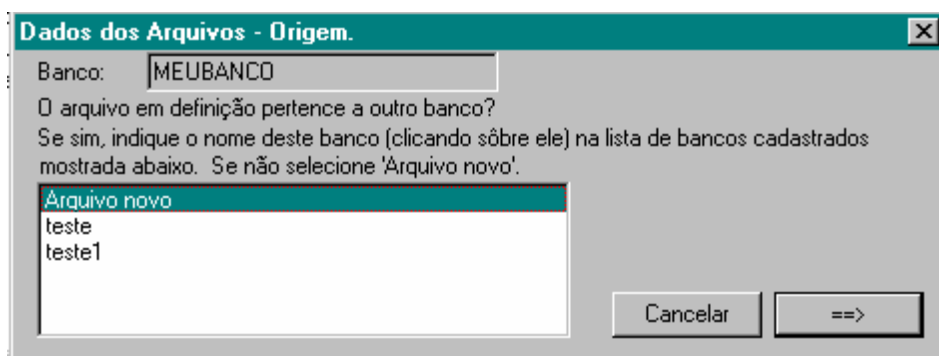 Dados dos Arquivos - Origem.
Banco: MEUBANCO
O arquivo em definição pertence a outro banco?
Se sim, indique o nome deste banco (clicando sôbre ele) na lista de bancos cadastrados
mostrada abaixo. Se não selecione 'Arquivo novo'.
Arquivo novo
teste
teste1
Cancelar ==>